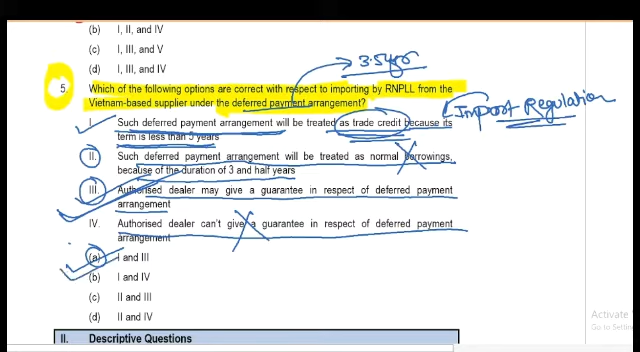 (b) I, II, and IV
(c) I, III, and V
(d) I, III, and IV
3.5 yrs
5. Which of the following options are correct with respect to importing by RNPLL from the
Vietnam-based supplier under the deferred payment arrangement?
Import Regulation
I. Such deferred payment arrangement will be treated as trade credit because its
term is less than 5 years
II. Such deferred payment arrangement will be treated as normal borrowings,
because of the duration of 3 and half years
III. Authorised dealer may give a guarantee in respect of deferred payment
arrangement
IV. Authorised dealer can't give a guarantee in respect of deferred payment
arrangement
(a) I and III
(b) I and IV
(c) II and III
(d) II and IV
Activate
Go to Settin
II. Descriptive Questions